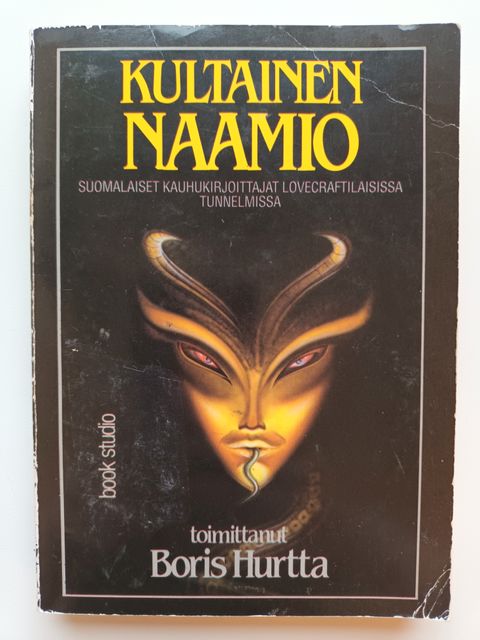 KULTAINEN
NAAMIO
SUOMALAISET KAUHUKIRJOITTAJAT LOVECRAFTILAISISSA
TUNNELMISSA
book studio
toimittanut
Boris Hurtta